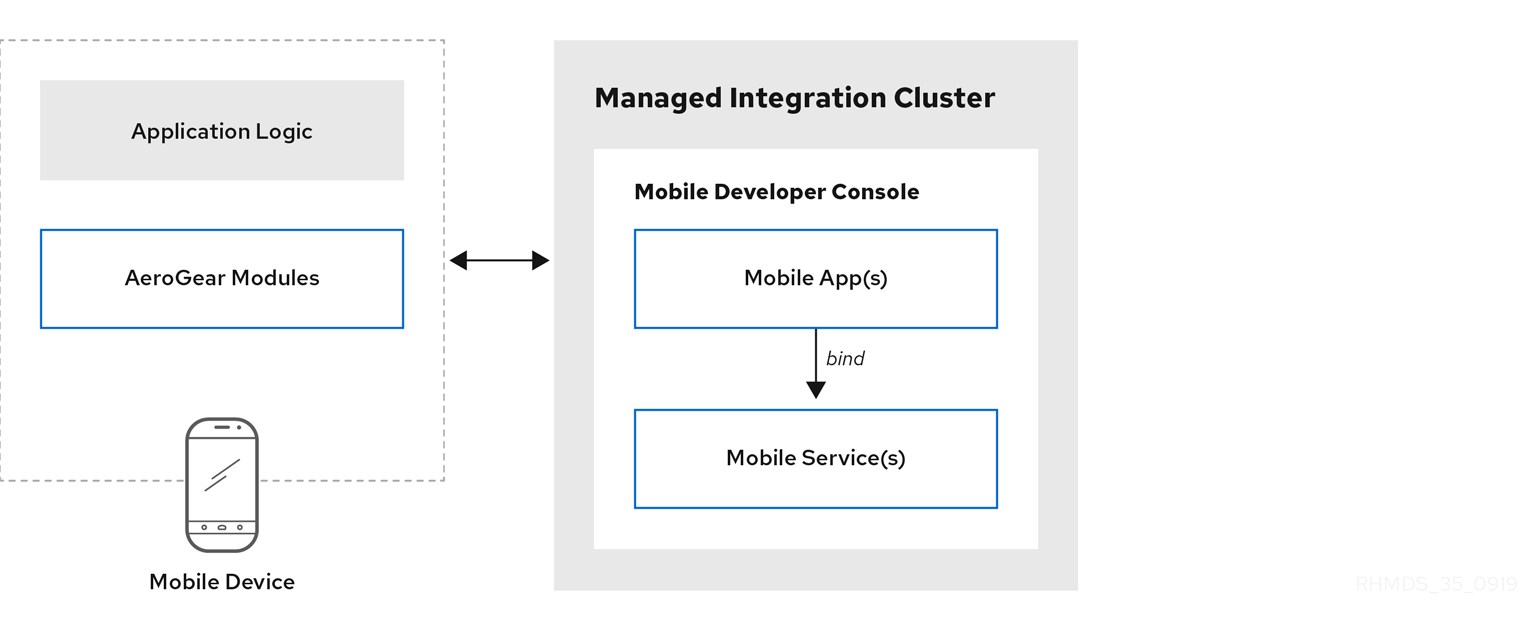 Application Logic
AeroGear Modules
Mobile Device
Managed Integration Cluster
Mobile Developer Console
Mobile App(s)
bind
Mobile Service(s)
RHMDS_35_0919